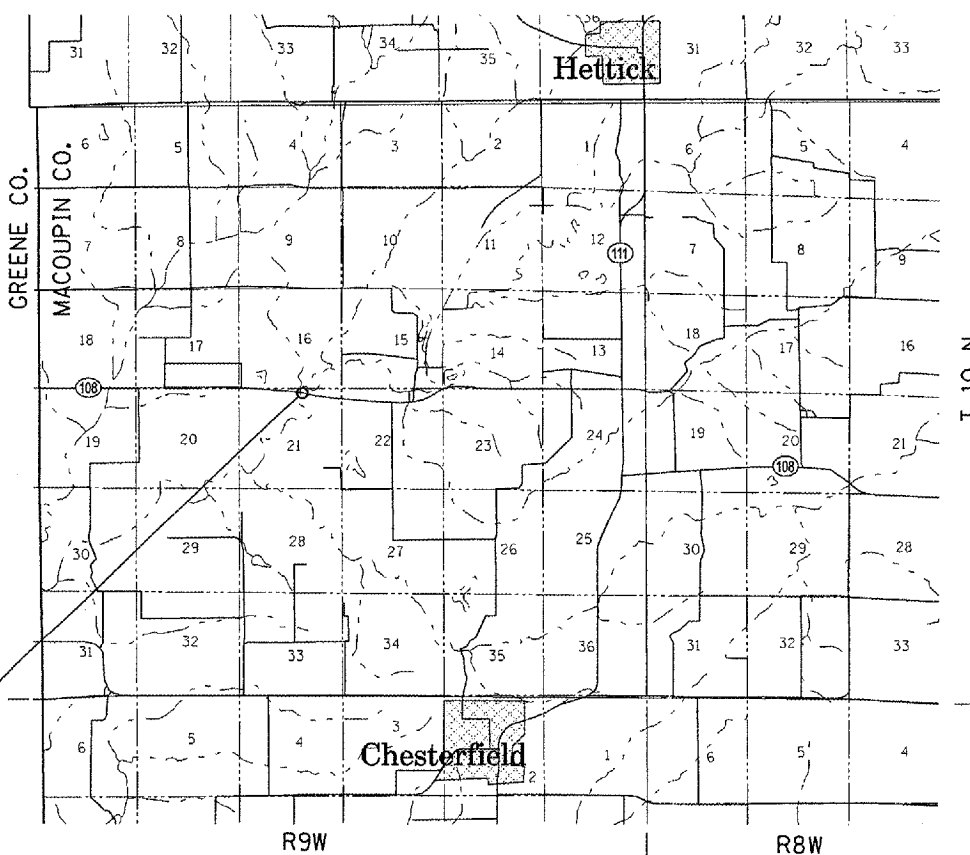 31 32 33 34 35 36 31 32 33
Hettick
6 5 4 3 2 1 6 5 4
GREENE CO.
MACOUPIN CO.
7 8 9 10 11 12 111 7 8 9
18 17 16 15 14 13 18 17 16
T 10 N
108
19 20 21 22 23 24 19 20 21
108
3
30 29 28 27 26 25 30 29 28
31 32 33 34 35 36 31 32 33
6 5 4 3 2 1 6 5 4
Chesterfield
R9W R8W